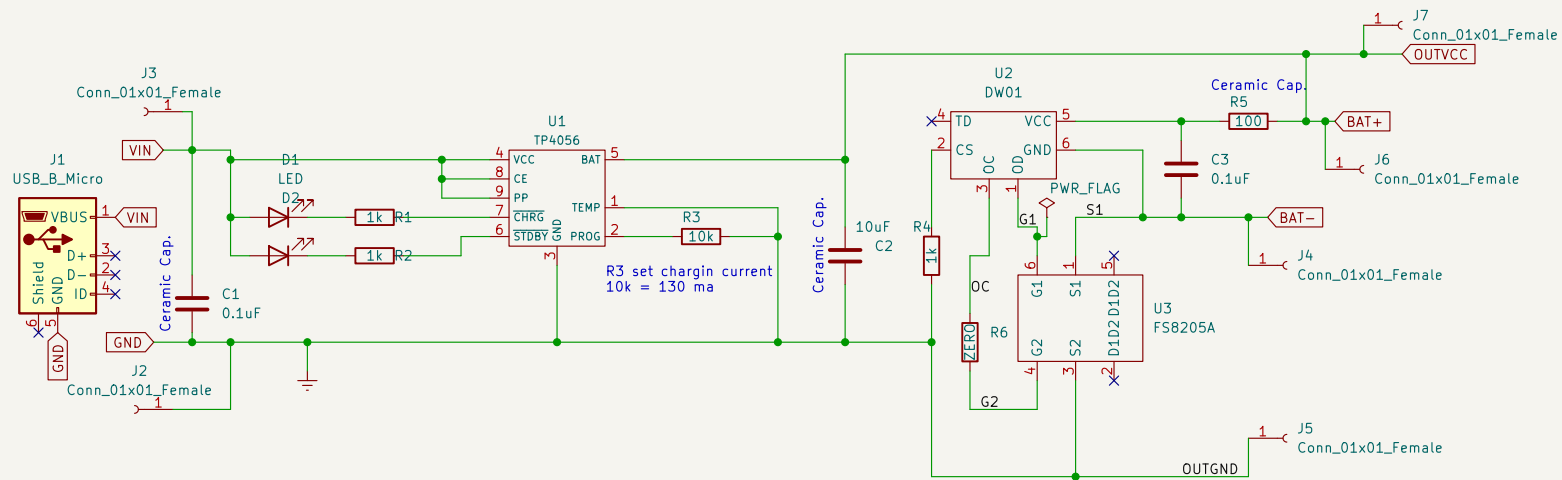 J3
Conn_01x01_Female
1
VIN
J1
USB_B_Micro
VBUS
1
VIN
D+
3
D-
2
ID
4
Shield
GND
6
5
GND
Ceramic Cap.
C1
0.1uF
GND
J2
Conn_01x01_Female
1
D1
LED
D2
1k
R1
1k
R2
U1
TP4056
4
VCC
8
CE
9
PP
7
CHRG
6
STDBY
GND
3
BAT
5
TEMP
1
PROG
2
R3
10k
R3 set chargin current
10k = 130 ma
Ceramic Cap.
10uF
C2
R4
1k
U2
DW01
4
TD
2
CS
OC
OD
3
1
VCC
5
GND
6
PWR_FLAG
G1
S1
OC
ZERO
R6
G2
6
G1
1
S1
5
D1D2
U3
FS8205A
4
G2
3
S2
2
D1D2
C3
0.1uF
Ceramic Cap.
R5
100
J7
1
Conn_01x01_Female
OUTVCC
BAT+
J6
1
Conn_01x01_Female
BAT-
J4
1
Conn_01x01_Female
J5
1
Conn_01x01_Female
OUTGND